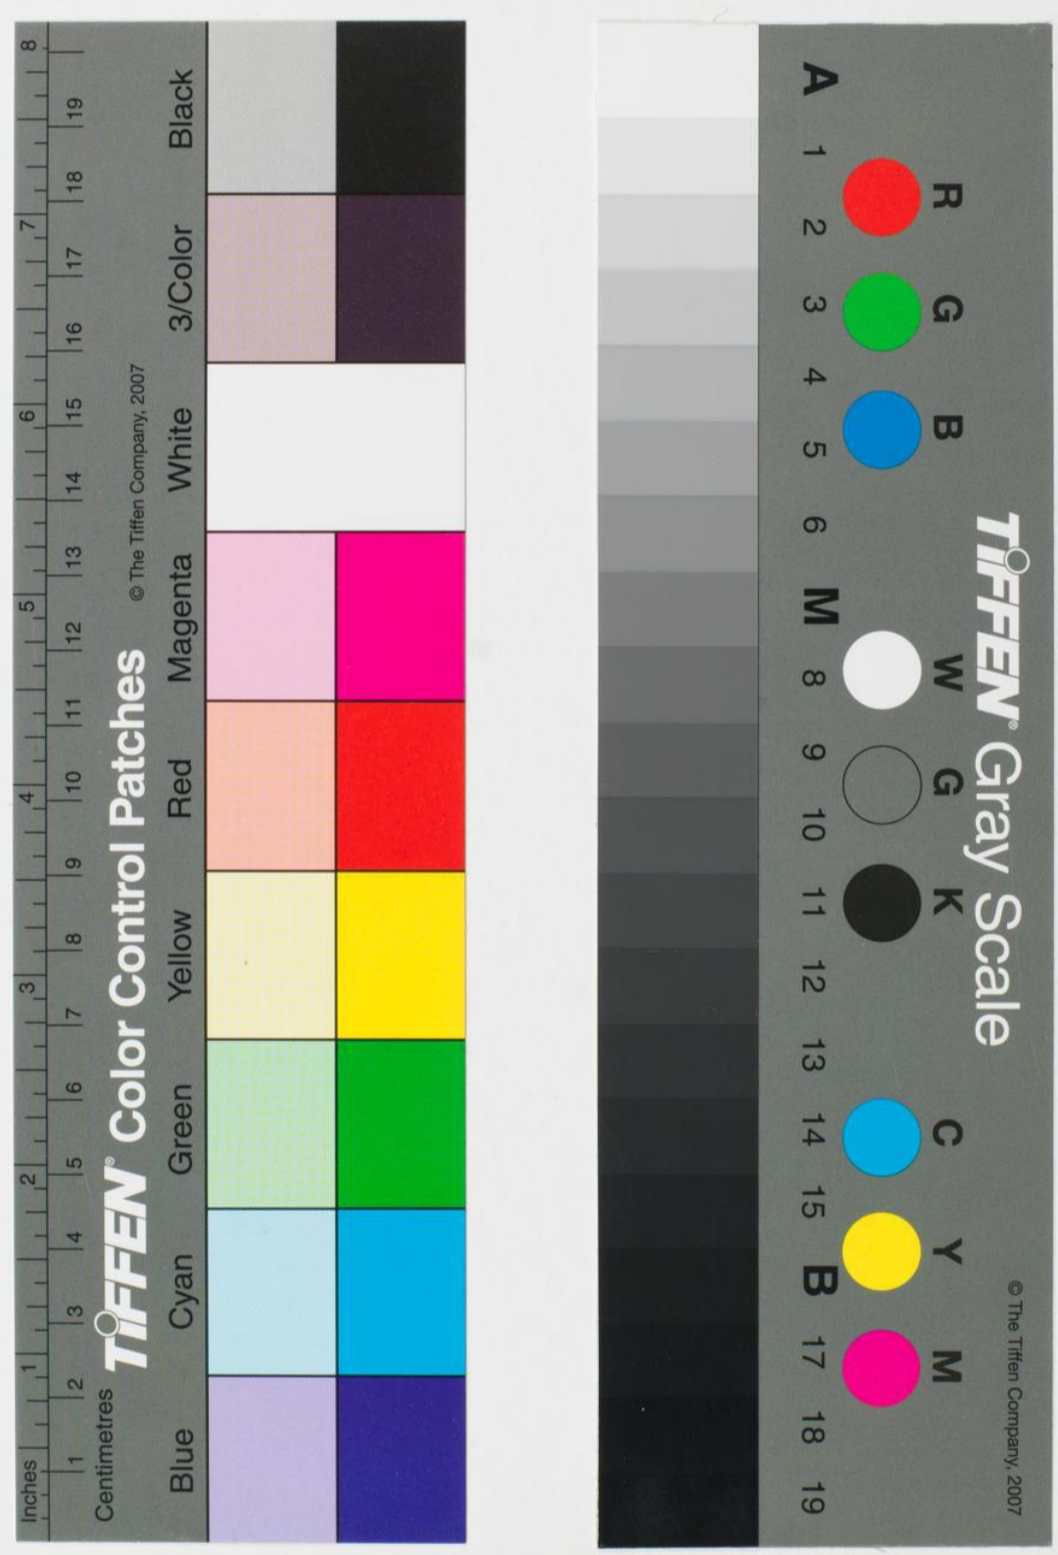 Inches 1 2 3 4 5 6 7 8
Centimetres 1 2 3 4 5 6 7 8 9 10 11 12 13 14 15 16 17 18 19
TIFFEN® Color Control Patches
© The Tiffen Company, 2007
Blue Cyan Green Yellow Red Magenta White 3/Color Black
TIFFEN® Gray Scale
© The Tiffen Company, 2007
R G B W G K C Y M
A 1 2 3 4 5 6 M 8 9 10 11 12 13 14 15 B 17 18 19